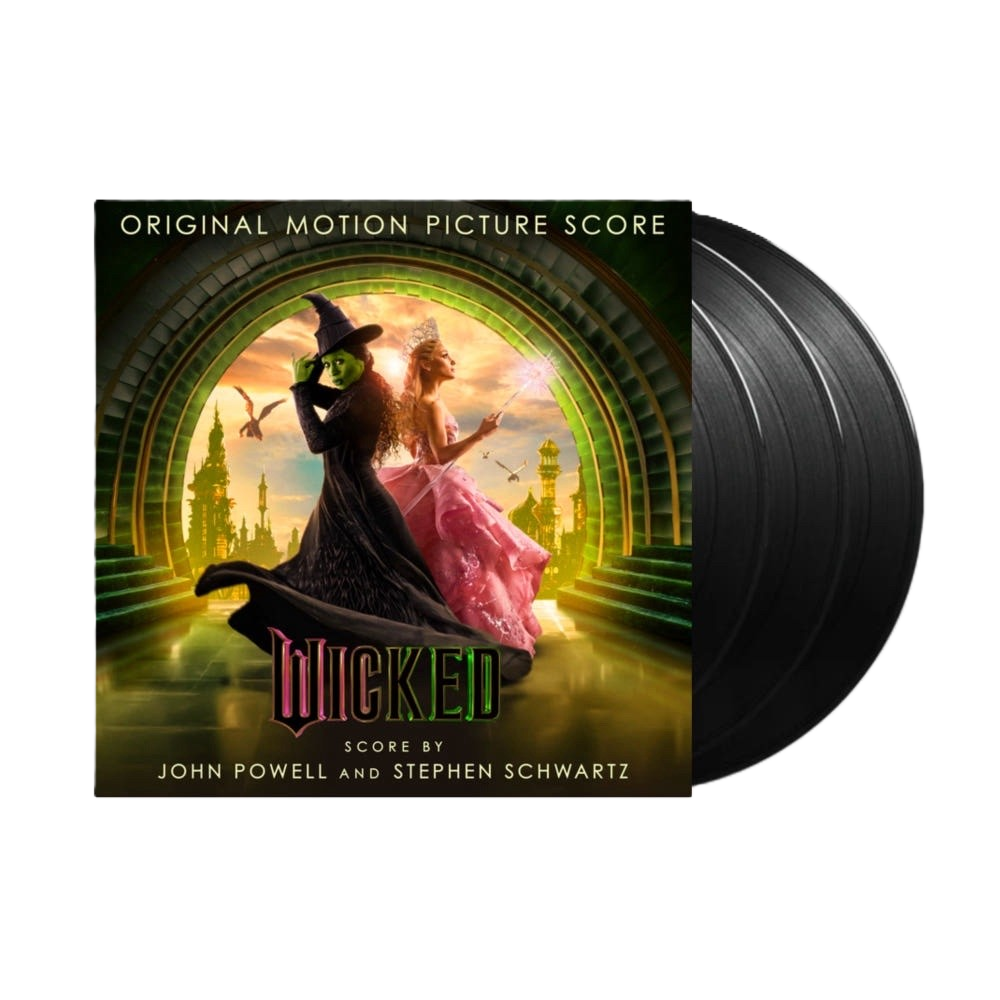 ORIGINAL MOTION PICTURE SCORE
WICKED
SCORE BY
JOHN POWELL AND STEPHEN SCHWARTZ